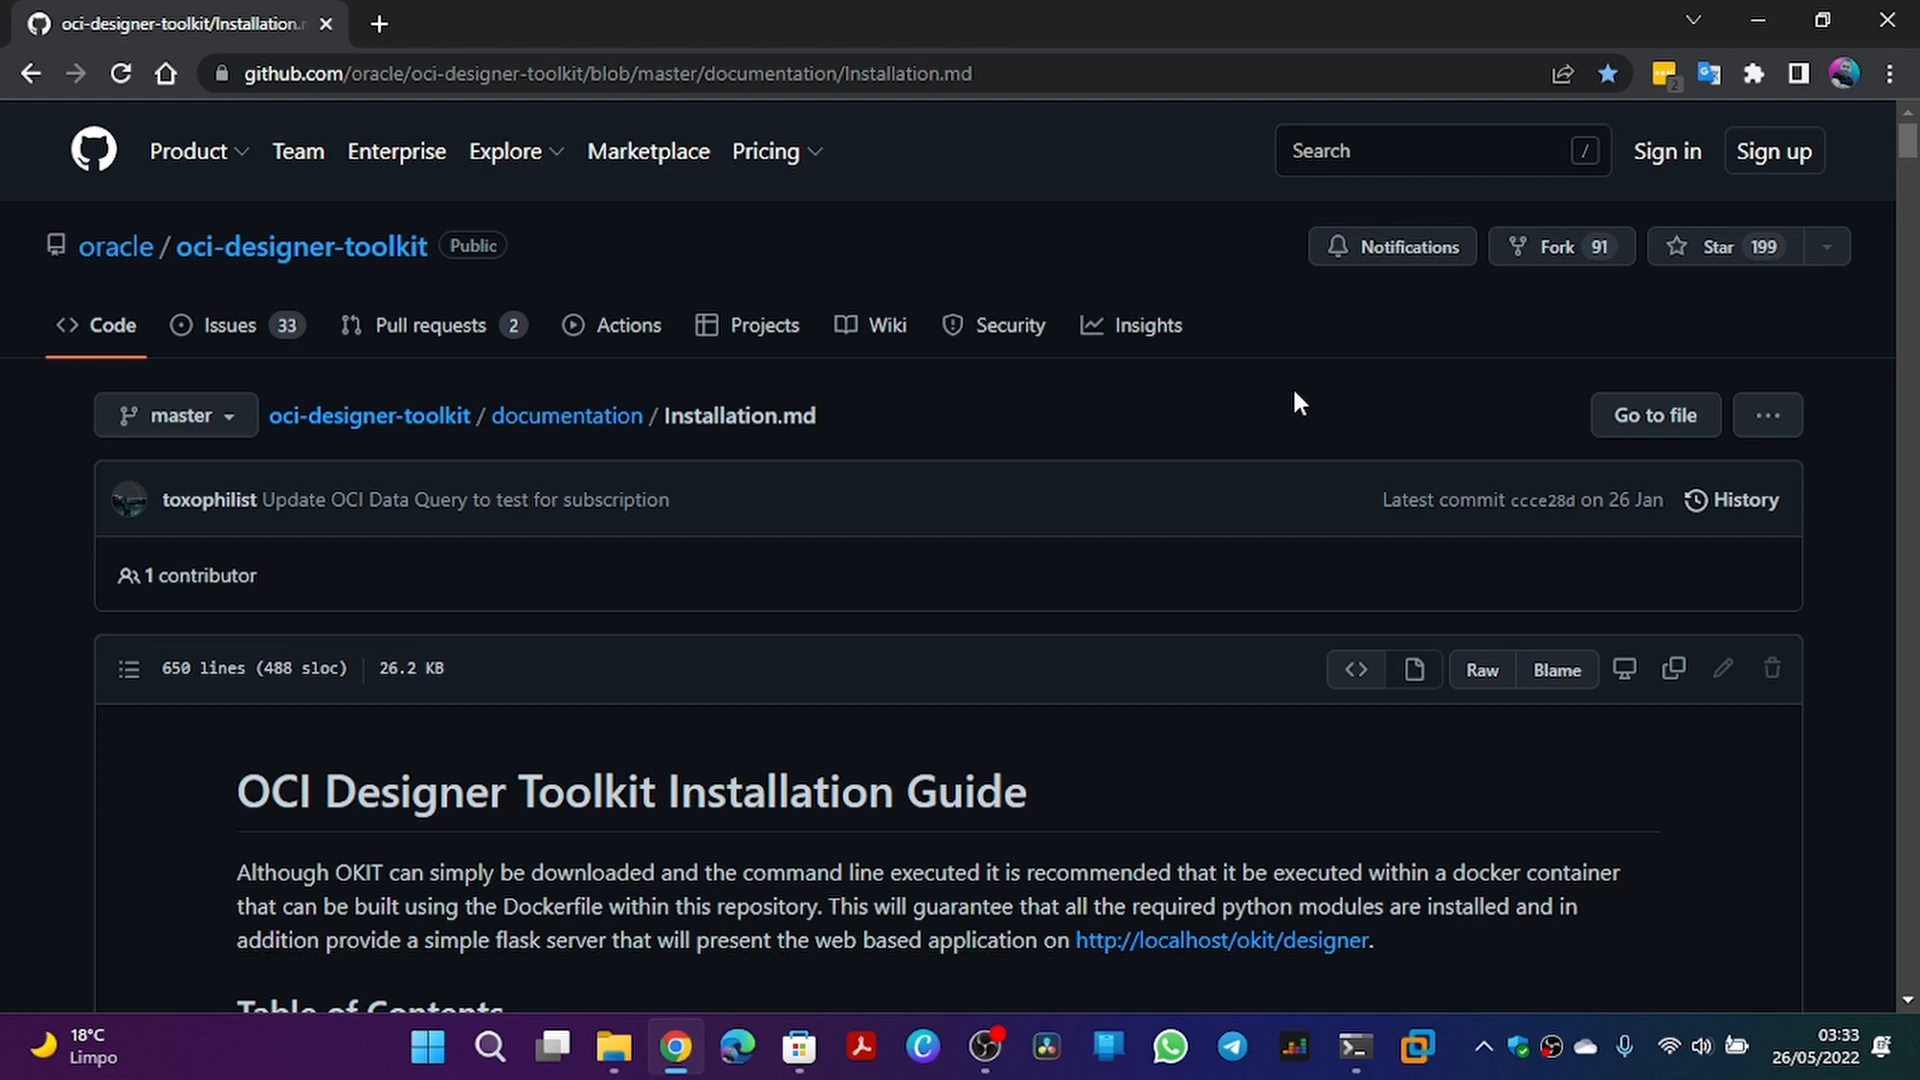 oci-designer-toolkit/Installation.r
github.com/oracle/oci-designer-toolkit/blob/master/documentation/Installation.md
2
Product Team Enterprise Explore Marketplace Pricing Search / Sign in Sign up
oracle / oci-designer-toolkit Public Notifications Fork 91 Star 199
Code Issues 33 Pull requests 2 Actions Projects Wiki Security Insights
master oci-designer-toolkit / documentation / Installation.md Go to file ...
toxophilist Update OCI Data Query to test for subscription Latest commit ccce28d on 26 Jan History
1 contributor
650 lines (488 sloc) 26.2 KB Raw Blame
OCI Designer Toolkit Installation Guide
Although OKIT can simply be downloaded and the command line executed it is recommended that it be executed within a docker container
that can be built using the Dockerfile within this repository. This will guarantee that all the required python modules are installed and in
addition provide a simple flask server that will present the web based application on http://localhost/okit/designer.
Table of Contents
18°C
Limpo
03:33
26/05/2022